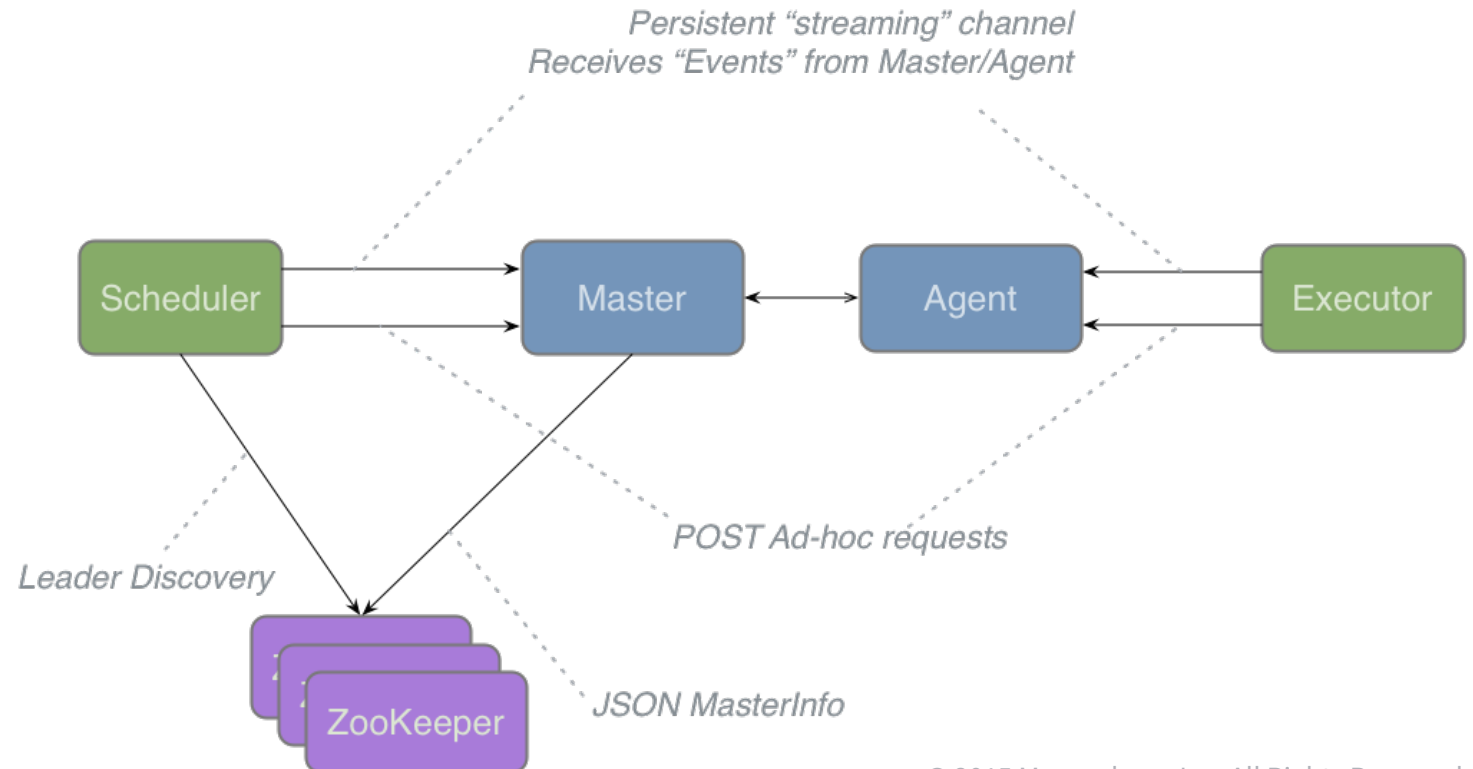 Persistent “streaming” channel
Receives “Events” from Master/Agent
Scheduler
Master
Agent
Executor
POST Ad-hoc requests
Leader Discovery
Z
Z
ZooKeeper
JSON MasterInfo